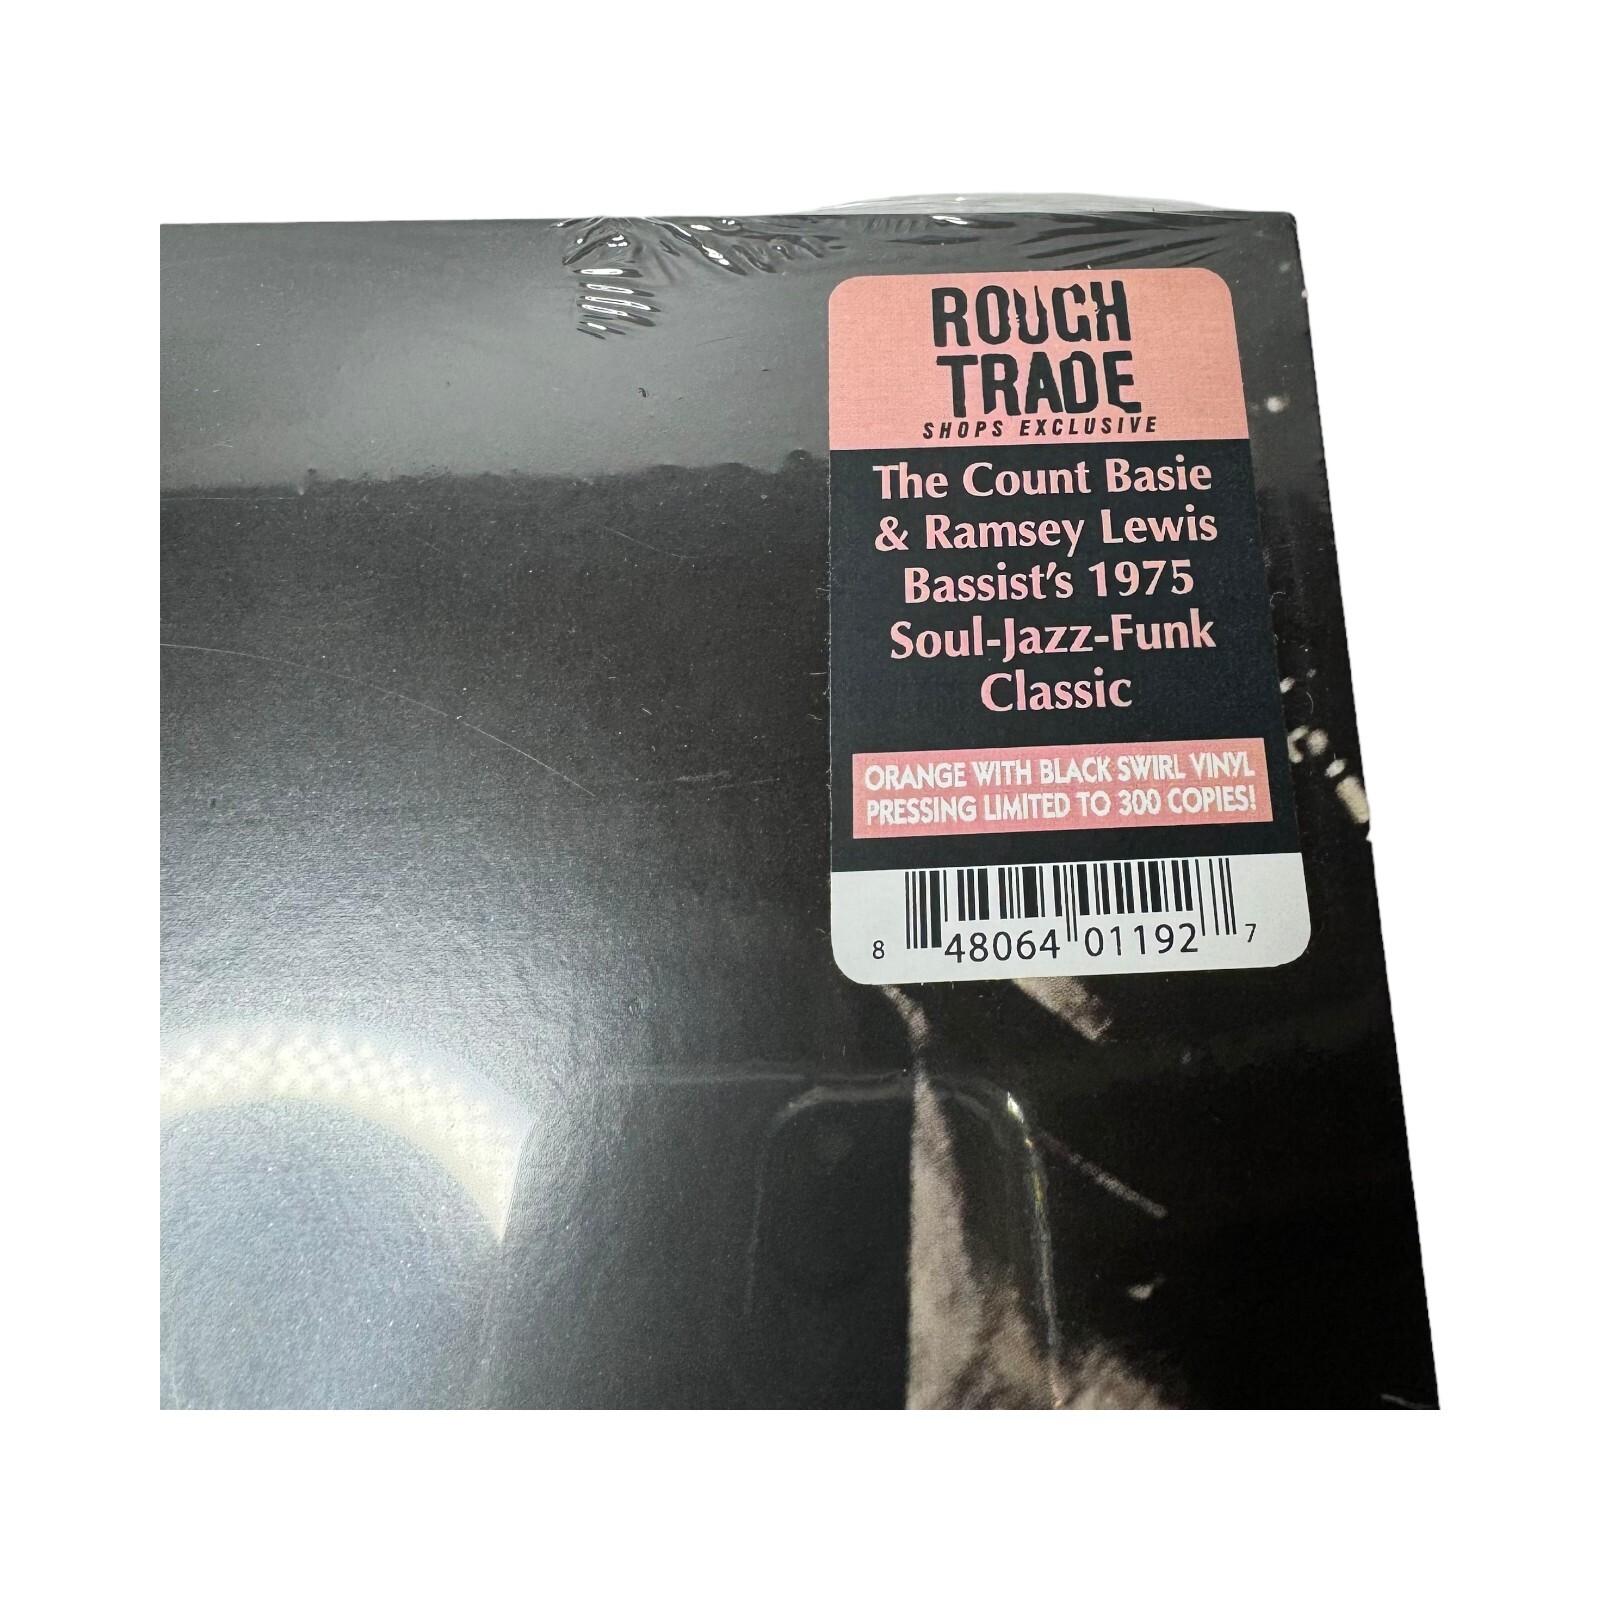 ROUGH
TRADE
SHOPS EXCLUSIVE
The Count Basie
& Ramsey Lewis
Bassist's 1975
Soul-Jazz-Funk
Classic
ORANGE WITH BLACK SWIRL VINYL
PRESSING LIMITED TO 300 COPIES!
8 48064 01192 7